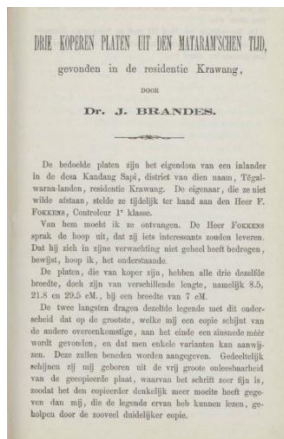 DRIE KOPEREN PLATEN UIT DEN MATARAM'SCHEN TIJD,
gevonden in de residentie Krawang,
DOOR
Dr. J. BRANDES.
De bedoelde platen zijn het eigendom van een inlander
in de desa Kandang Sapi, district van dien naam, Tĕgal-
warna-landen, residentie Krawang. De eigenaar, die ze niet
wilde afstaan, stelde ze tijdelijk ter hand aan den Heer F.
FOKKENS, Controleur 1e klasse.
Van hem mocht ik ze ontvangen. De Heer FOKKENS
sprak de hoop uit, dat zij iets interessants zouden leveren.
Dat hij zich in zijne verwachting niet geheel heeft bedrogen,
bewijst, hoop ik, het onderstaande.
De platen, die van koper zijn, hebben alle drie dezelfde
breedte, doch zijn van verschillende lengte, namelijk 8.5,
21.8 en 29.5 cM., bij een breedte van 7 cM.
De twee langsten dragen dezelfde legende met dit onder-
scheid dat op de grootste, welke mij een copie schijnt van
de andere overeenkomstige, aan het einde een zinsnede méér
wordt gevonden, en dat men enkele varianten kan aanwij-
zen. Deze zullen beneden worden aangegeven. Gedeeltelijk
schijnen zij mij geboren uit de vrij groote onleesbaarheid
van de gecopieerde plaat, waarvan het schrift zeer fijn is,
zoodat den copieerder denkelijk meer moeite heeft gege-
ven dan mij, die de legende ervan heb kunnen lezen, ge-
holpen door de zooveel duidelijker copie.